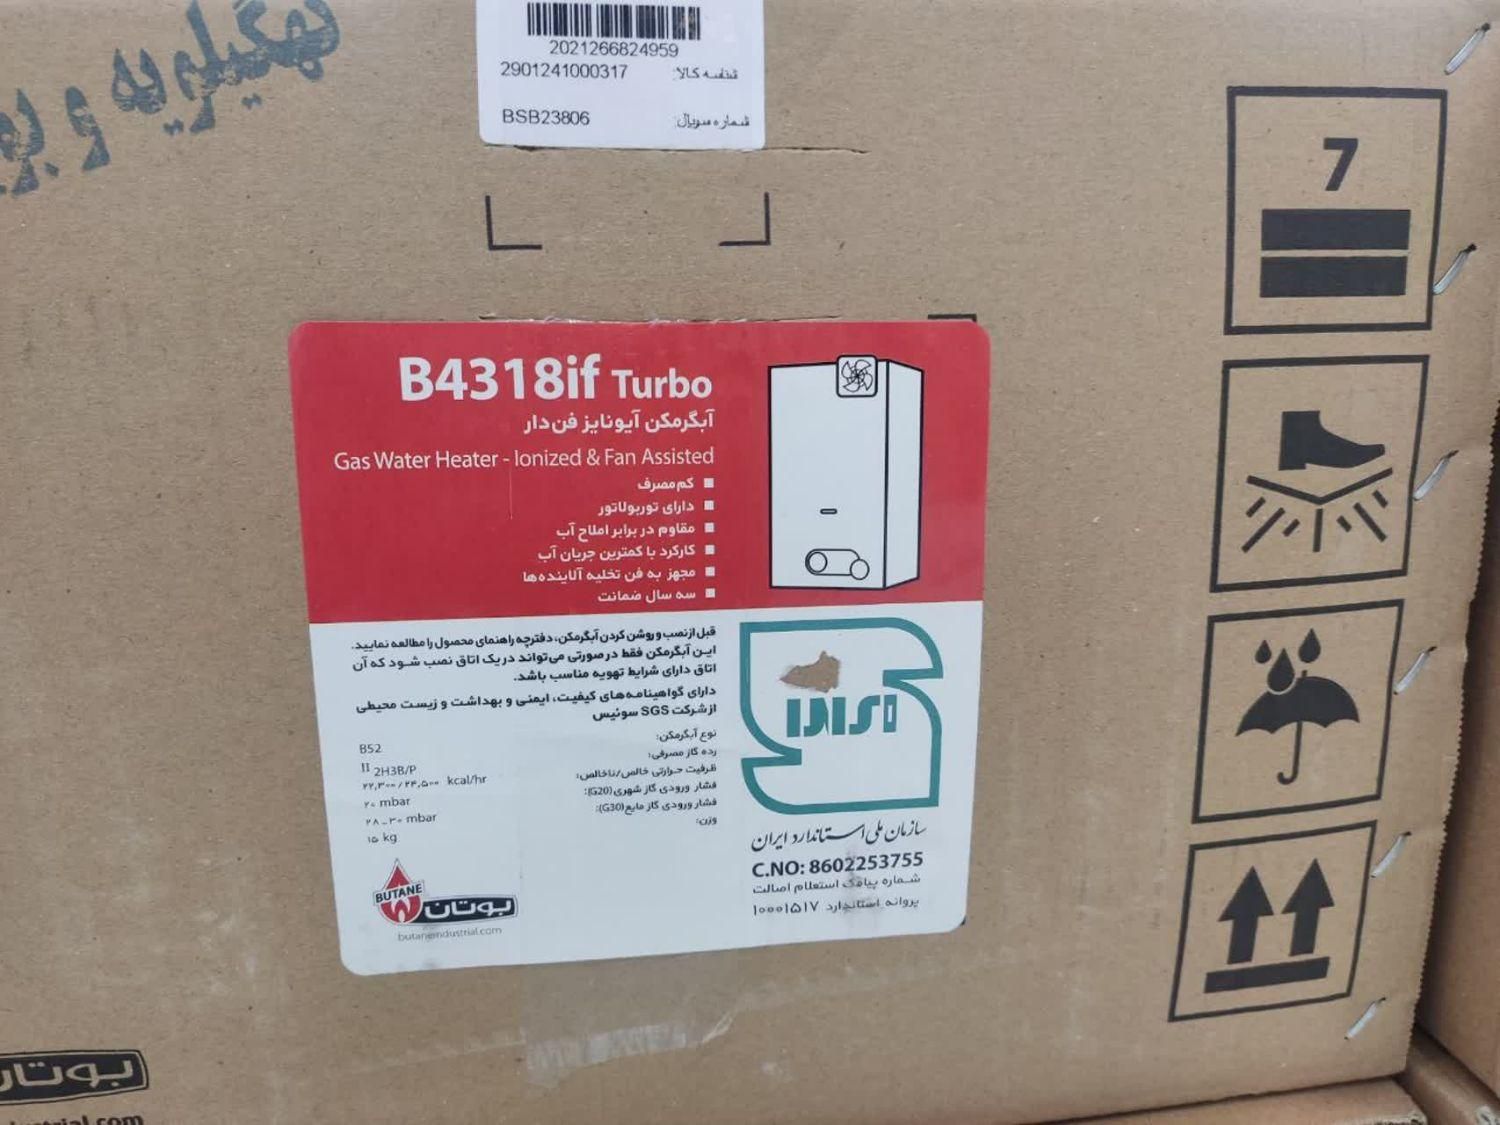 کهگیلویه و بو
2021266824959
شناسه کالا: 2901241000317
شماره سریال: BSB23806
7
B4318if Turbo
آبگرمکن آیونایز فن‌دار
Gas Water Heater - Ionized & Fan Assisted
کم‌مصرف
دارای توربولاتور
مقاوم در برابر املاح آب
کارکرد با کمترین جریان آب
مجهز به فن تخلیه آلاینده‌ها
سه سال ضمانت
قبل از نصب و روشن کردن آبگرمکن، دفترچه راهنمای محصول را مطالعه نمایید.
این آبگرمکن فقط در صورتی می‌تواند در یک اتاق نصب شود که آن
اتاق دارای شرایط تهویه مناسب باشد.
دارای گواهینامه‌های کیفیت، ایمنی و بهداشت و زیست محیطی
از شرکت SGS سوئیس
نوع آبگرمکن: B52
رده گاز مصرفی: II 2H3B/P
ظرفیت حرارتی خالص/ناخالص: ۲۲,۳۰۰/۲۴,۵۰۰ kcal/hr
فشار ورودی گاز شهری (G20): ۲۰ mbar
فشار ورودی گاز مایع (G30): ۲۸-۳۰ mbar
وزن: ۱۵ kg
سازمان ملی استاندارد ایران
C.NO: 8602253755
شماره پیامک استعلام اصالت
پروانه استاندارد ۱۰۰۰۱۵۱۷
BUTANE
بوتان
butaneindustrial.com
بوتان
ustrial.com